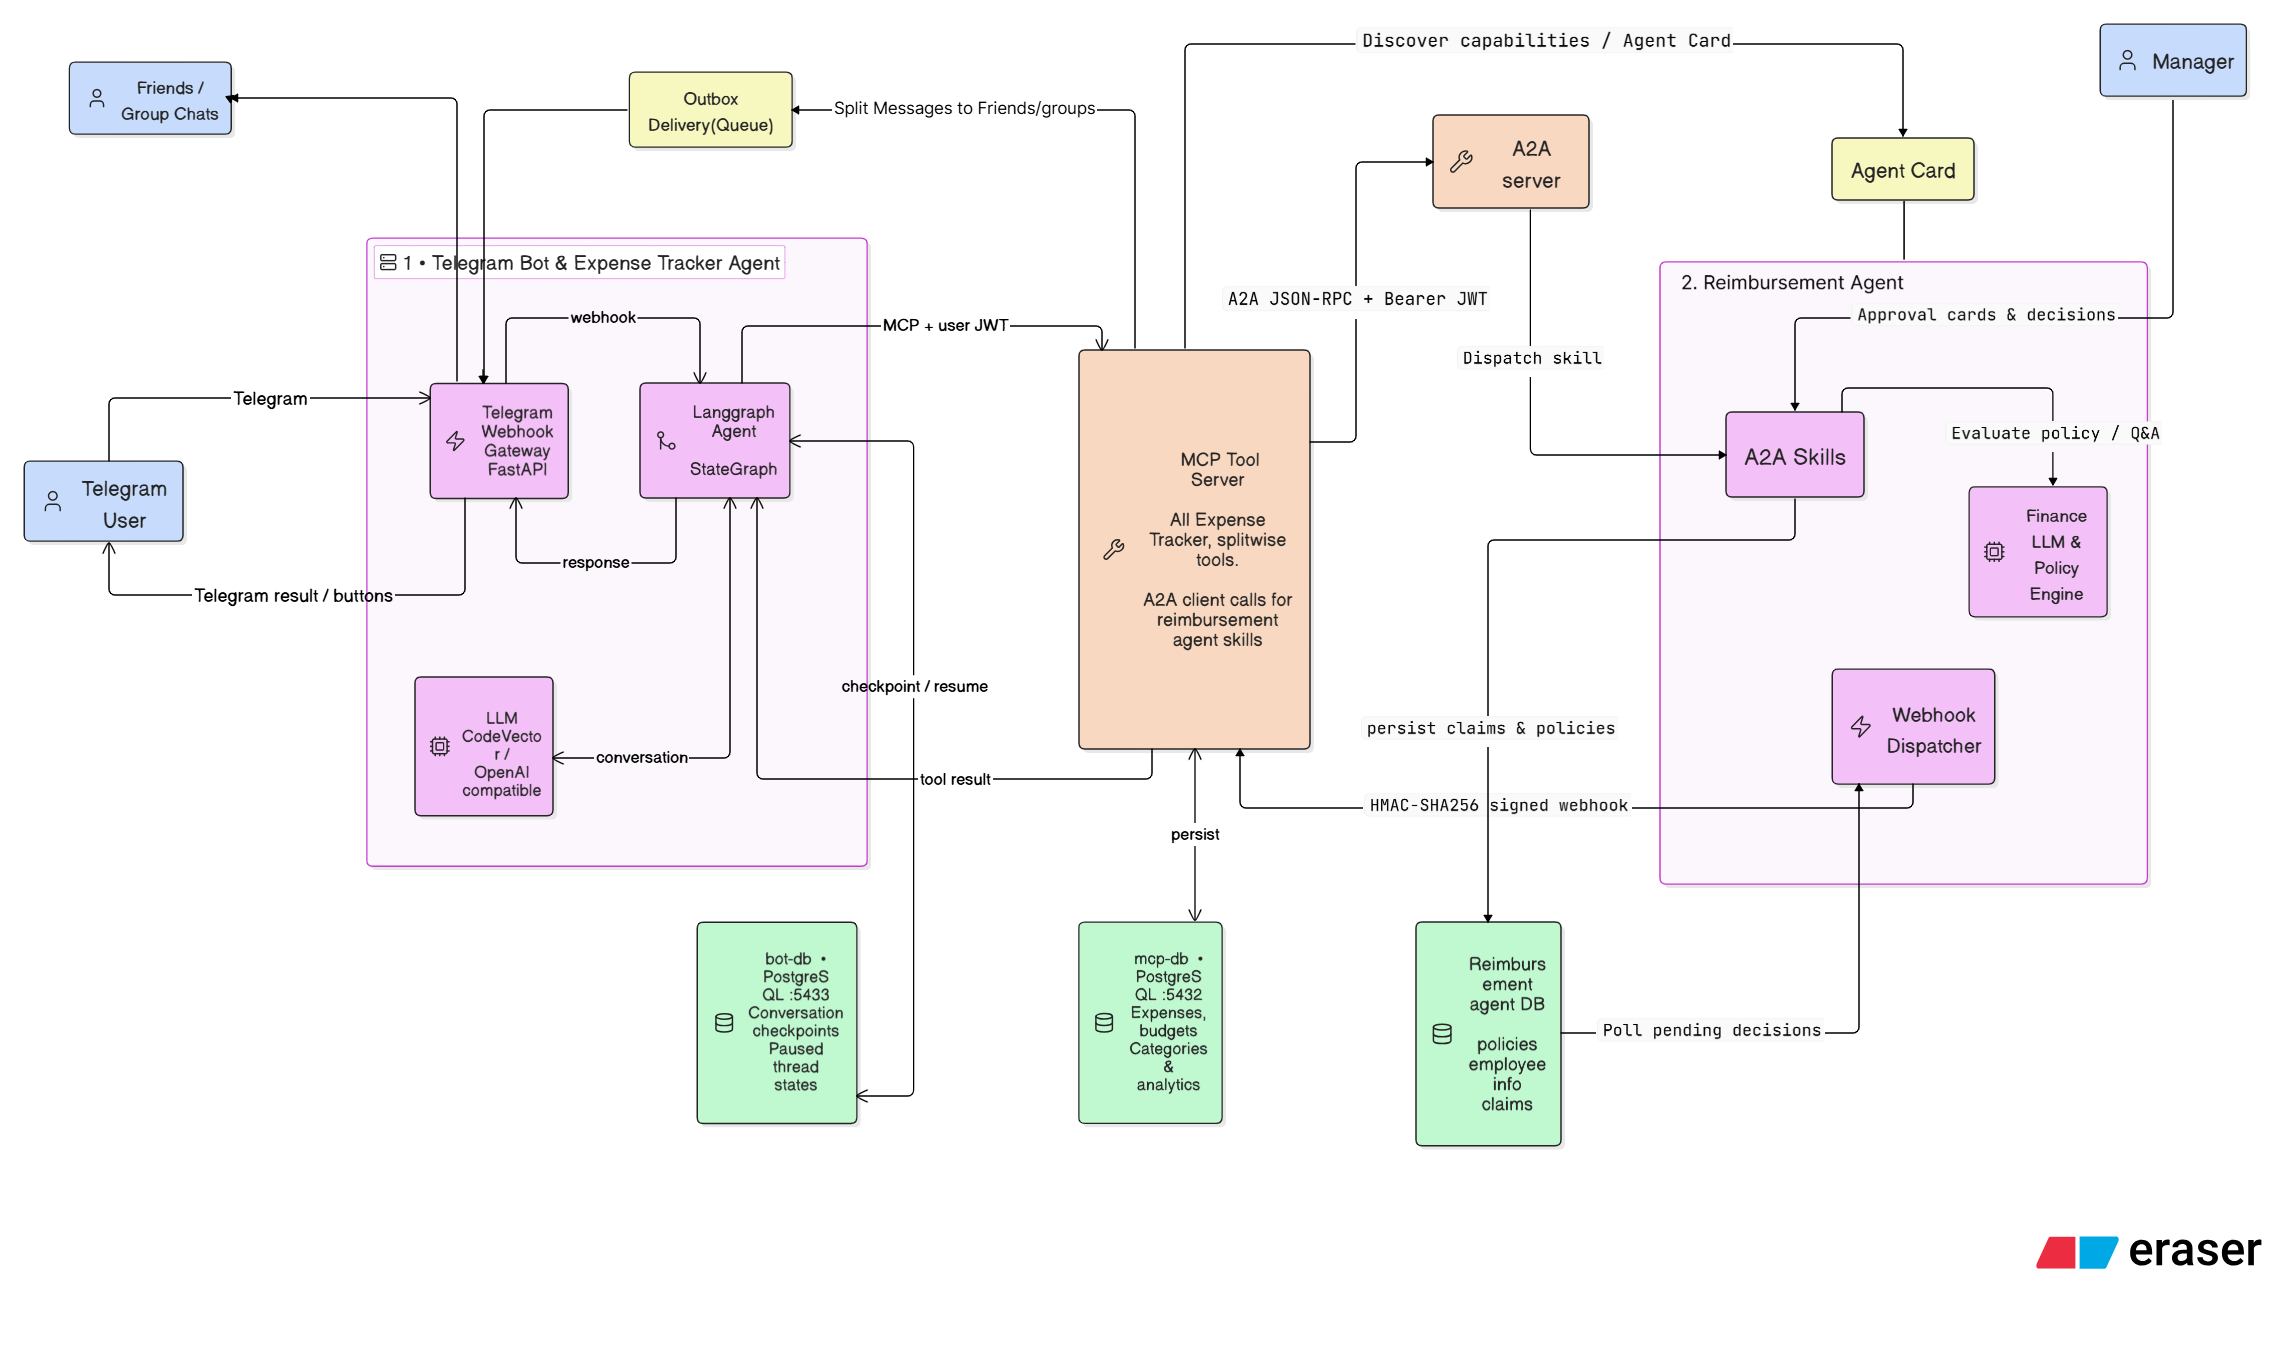 Friends /
Group Chats
Outbox
Delivery(Queue)
Split Messages to Friends/groups
Discover capabilities / Agent Card
Manager
A2A
server
Agent Card
1 • Telegram Bot & Expense Tracker Agent
webhook
MCP + user JWT
A2A JSON-RPC + Bearer JWT
Dispatch skill
2. Reimbursement Agent
Approval cards & decisions
Telegram
Telegram
Webhook
Gateway
FastAPI
Langgraph
Agent
StateGraph
Telegram
User
response
Telegram result / buttons
MCP Tool
Server
All Expense
Tracker, splitwise
tools.
A2A client calls for
reimbursement
agent skills
A2A Skills
Evaluate policy / Q&A
Finance
LLM &
Policy
Engine
checkpoint / resume
LLM
CodeVecto
r /
OpenAI
compatible
conversation
tool result
persist claims & policies
Webhook
Dispatcher
HMAC-SHA256 signed webhook
persist
bot-db •
PostgreS
QL :5433
Conversation
checkpoints
Paused
thread
states
mcp-db •
PostgreS
QL :5432
Expenses,
budgets
Categories
&
analytics
Reimburs
ement
agent DB
policies
employee
info
claims
Poll pending decisions
eraser